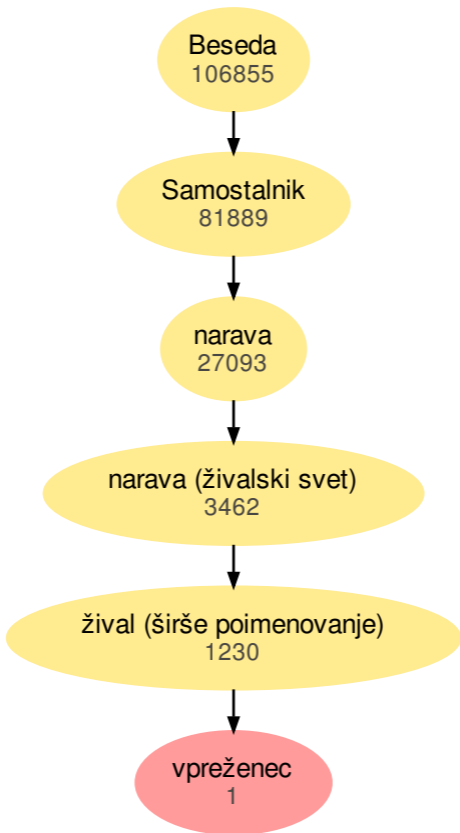 Beseda
106855
Samostalnik
81889
narava
27093
narava (živalski svet)
3462
žival (širše poimenovanje)
1230
vpreženec
1